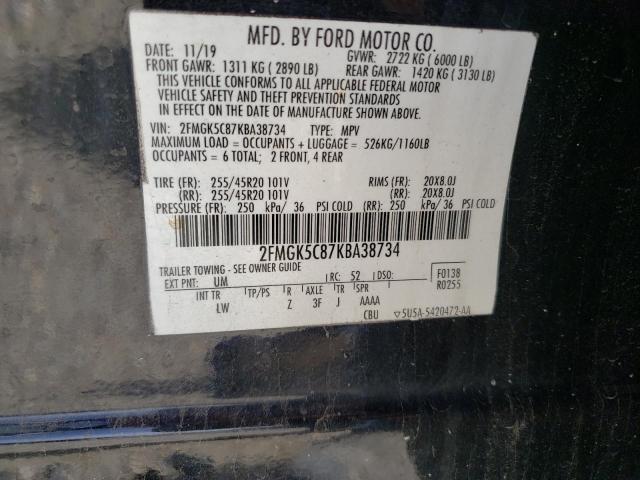 MFD. BY FORD MOTOR CO.
DATE: 11/19 GVWR: 2722 KG ( 6000 LB)
FRONT GAWR: 1311 KG ( 2890 LB) REAR GAWR: 1420 KG ( 3130 LB)
THIS VEHICLE CONFORMS TO ALL APPLICABLE FEDERAL MOTOR
VEHICLE SAFETY AND THEFT PREVENTION STANDARDS
IN EFFECT ON THE DATE OF MANUFACTURE SHOWN ABOVE.
VIN: 2FMGK5C87KBA38734 TYPE: MPV
MAXIMUM LOAD = OCCUPANTS + LUGGAGE = 526KG/1160LB
OCCUPANTS = 6 TOTAL; 2 FRONT, 4 REAR
TIRE (FR): 255/45R20 101V RIMS (FR): 20X8.0J
(RR): 255/45R20 101V (RR): 20X8.0J
PRESSURE (FR): 250 kPa/ 36 PSI COLD (RR): 250 kPa/ 36 PSI COLD
2FMGK5C87KBA38734
TRAILER TOWING - SEE OWNER GUIDE
EXT PNT: UM RC: 52 DSO: F0138
INT TR TP/PS R AXLE TR SPR R0255
LW Z 3F J AAAA
CBU ▽5U5A-5420472-AA